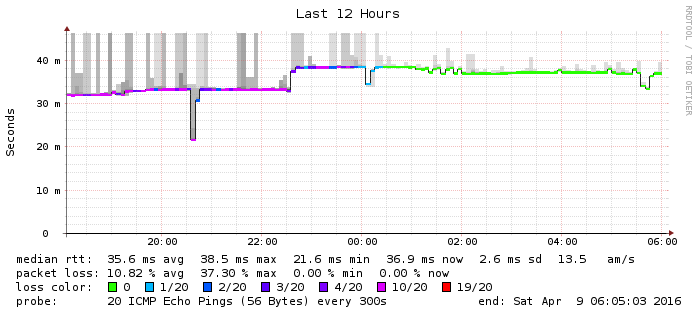 Last 12 Hours
RRDTOOL / TOBI OETIKER
Seconds
40 m
30 m
20 m
10 m
0
20:00 22:00 00:00 02:00 04:00 06:00
median rtt: 35.6 ms avg 38.5 ms max 21.6 ms min 36.9 ms now 2.6 ms sd 13.5 am/s
packet loss: 10.82 % avg 37.30 % max 0.00 % min 0.00 % now
loss color: 0 1/20 2/20 3/20 4/20 10/20 19/20
probe: 20 ICMP Echo Pings (56 Bytes) every 300s end: Sat Apr 9 06:05:03 2016